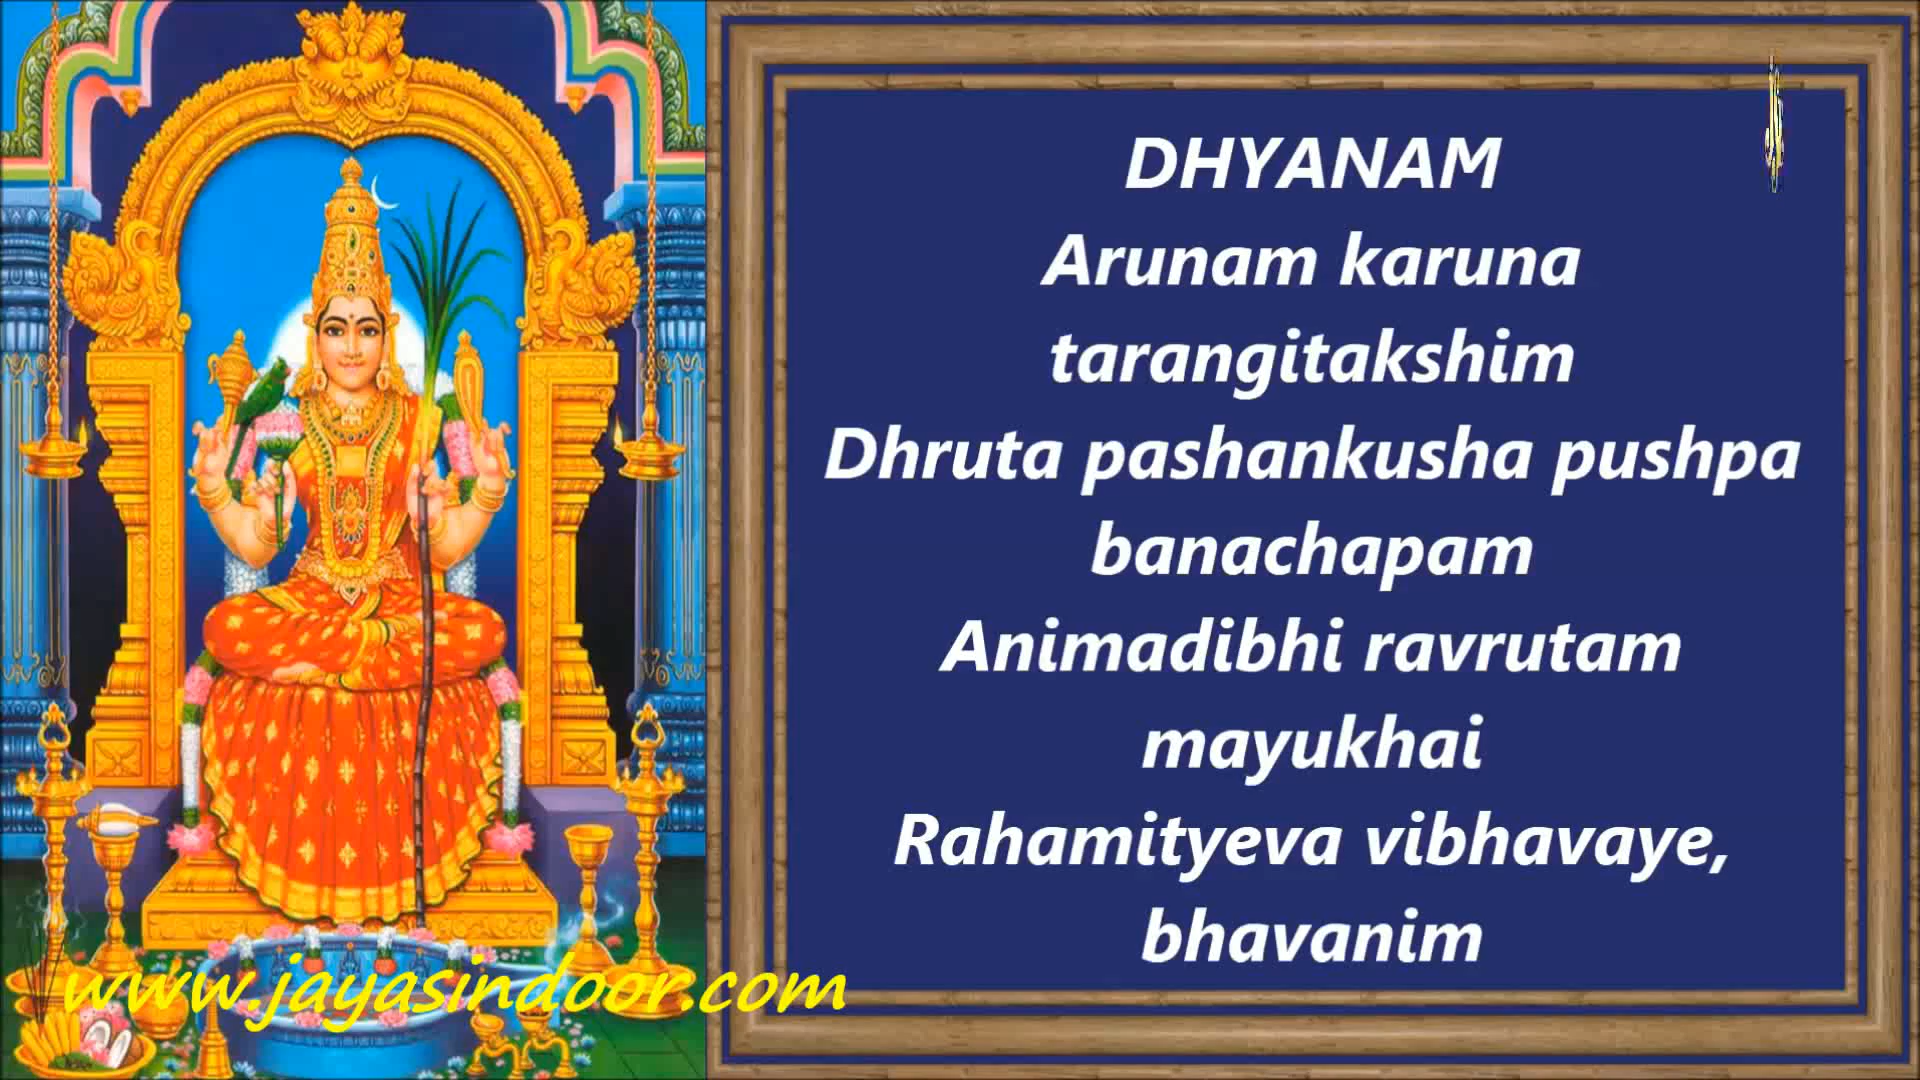 DHYANAM
Arunam karuna
tarangitakshim
Dhruta pashankusha pushpa
banachapam
Animadibhi ravrutam
mayukhai
Rahamityeva vibhavaye,
bhavanim
www.jayasindoor.com